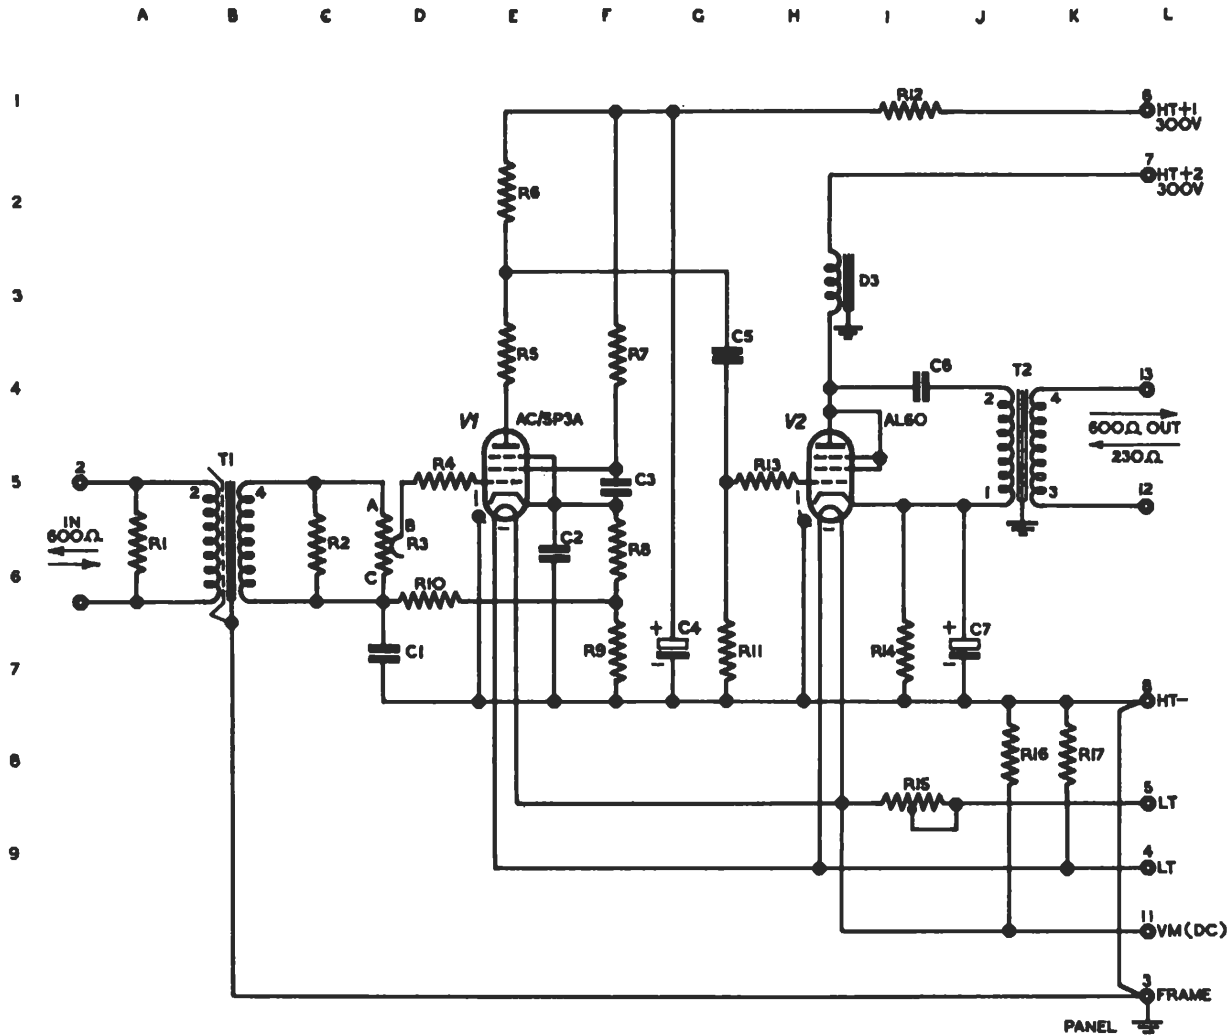 A B C D E F G H I J K L
1
R12
6
HT+1
300V
7
HT+2
300V
2
R6
3
D3
R5
R7
C5
4
C6
T2
13
V1
AC/SP3A
V2
AL60
2
4
600Ω OUT
230Ω
T1
5
2
2
4
R4
C3
R13
1
3
12
A
B
IN
600Ω
R1
R2
R3
C2
R8
6
C
R10
C1
R9
+
C4
-
R11
R14
+
C7
-
7
8
HT-
8
R16
R17
R15
5
LT
9
4
LT
11
VM(DC)
3
FRAME
PANEL